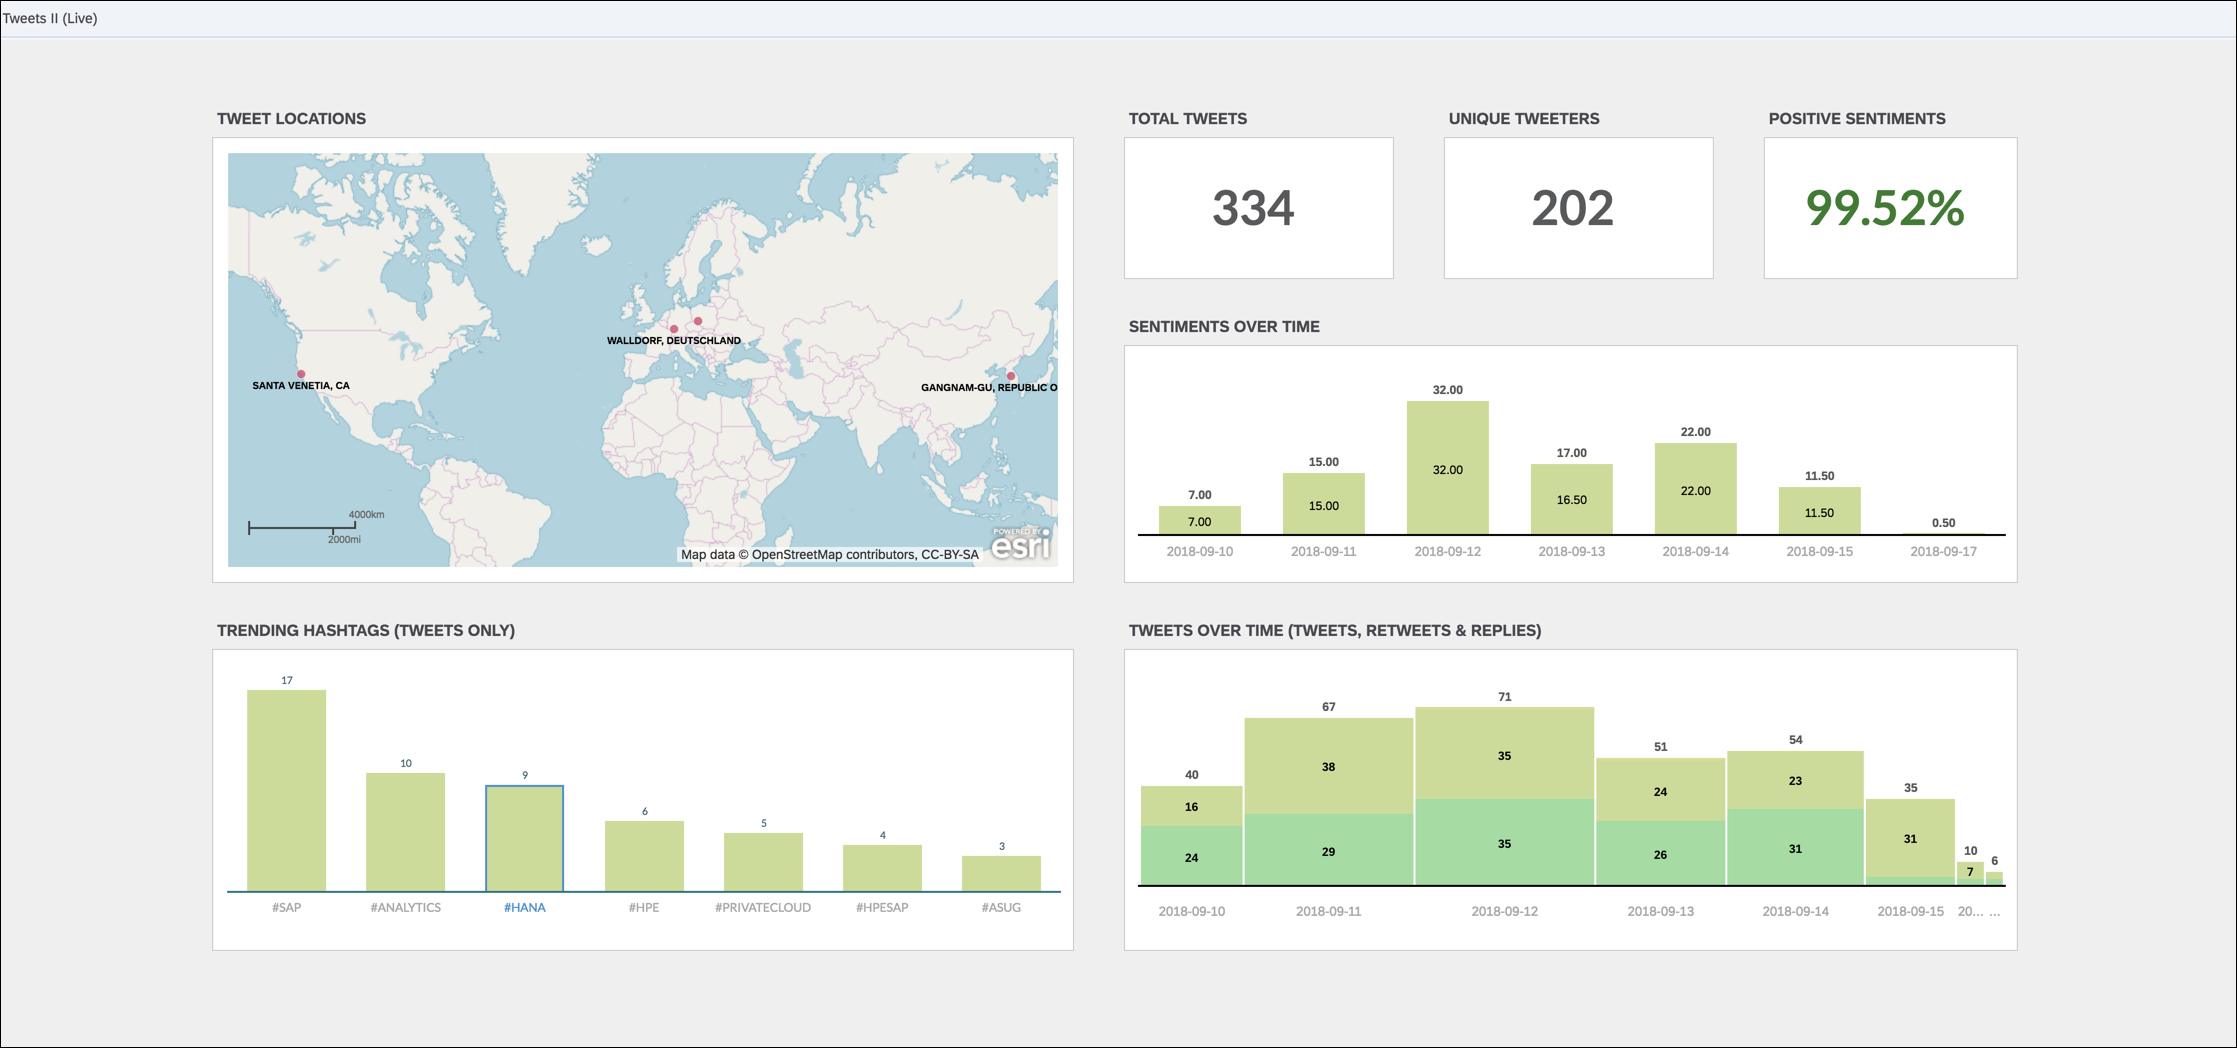 Tweets II (Live)
TWEET LOCATIONS
SANTA VENETIA, CA
WALLDORF, DEUTSCHLAND
GANGNAM-GU, REPUBLIC O
4000km
2000mi
Map data © OpenStreetMap contributors, CC-BY-SA
POWERED BY
esri
TOTAL TWEETS
334
UNIQUE TWEETERS
202
POSITIVE SENTIMENTS
99.52%
SENTIMENTS OVER TIME
7.00 15.00 32.00 17.00 22.00 11.50 0.50
7.00 15.00 32.00 16.50 22.00 11.50
2018-09-10 2018-09-11 2018-09-12 2018-09-13 2018-09-14 2018-09-15 2018-09-17
TRENDING HASHTAGS (TWEETS ONLY)
17 10 9 6 5 4 3
#SAP #ANALYTICS #HANA #HPE #PRIVATECLOUD #HPESAP #ASUG
TWEETS OVER TIME (TWEETS, RETWEETS & REPLIES)
40 67 71 51 54 35 10 6
16 38 35 24 23 31 7
24 29 35 26 31
2018-09-10 2018-09-11 2018-09-12 2018-09-13 2018-09-14 2018-09-15 20... ...